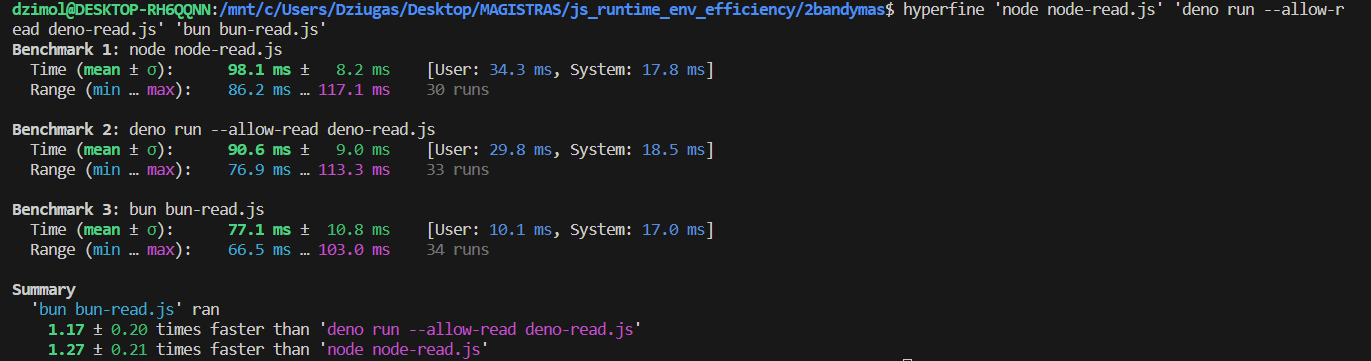 dzimol@DESKTOP-RH6QQNN:/mnt/c/Users/Dziugas/Desktop/MAGISTRAS/js_runtime_env_efficiency/2bandymas$ hyperfine 'node node-read.js' 'deno run --allow-r
ead deno-read.js' 'bun bun-read.js'
Benchmark 1: node node-read.js
  Time (mean ± σ):      98.1 ms ±   8.2 ms    [User: 34.3 ms, System: 17.8 ms]
  Range (min … max):    86.2 ms … 117.1 ms    30 runs

Benchmark 2: deno run --allow-read deno-read.js
  Time (mean ± σ):      90.6 ms ±   9.0 ms    [User: 29.8 ms, System: 18.5 ms]
  Range (min … max):    76.9 ms … 113.3 ms    33 runs

Benchmark 3: bun bun-read.js
  Time (mean ± σ):      77.1 ms ±  10.8 ms    [User: 10.1 ms, System: 17.0 ms]
  Range (min … max):    66.5 ms … 103.0 ms    34 runs

Summary
  'bun bun-read.js' ran
    1.17 ± 0.20 times faster than 'deno run --allow-read deno-read.js'
    1.27 ± 0.21 times faster than 'node node-read.js'